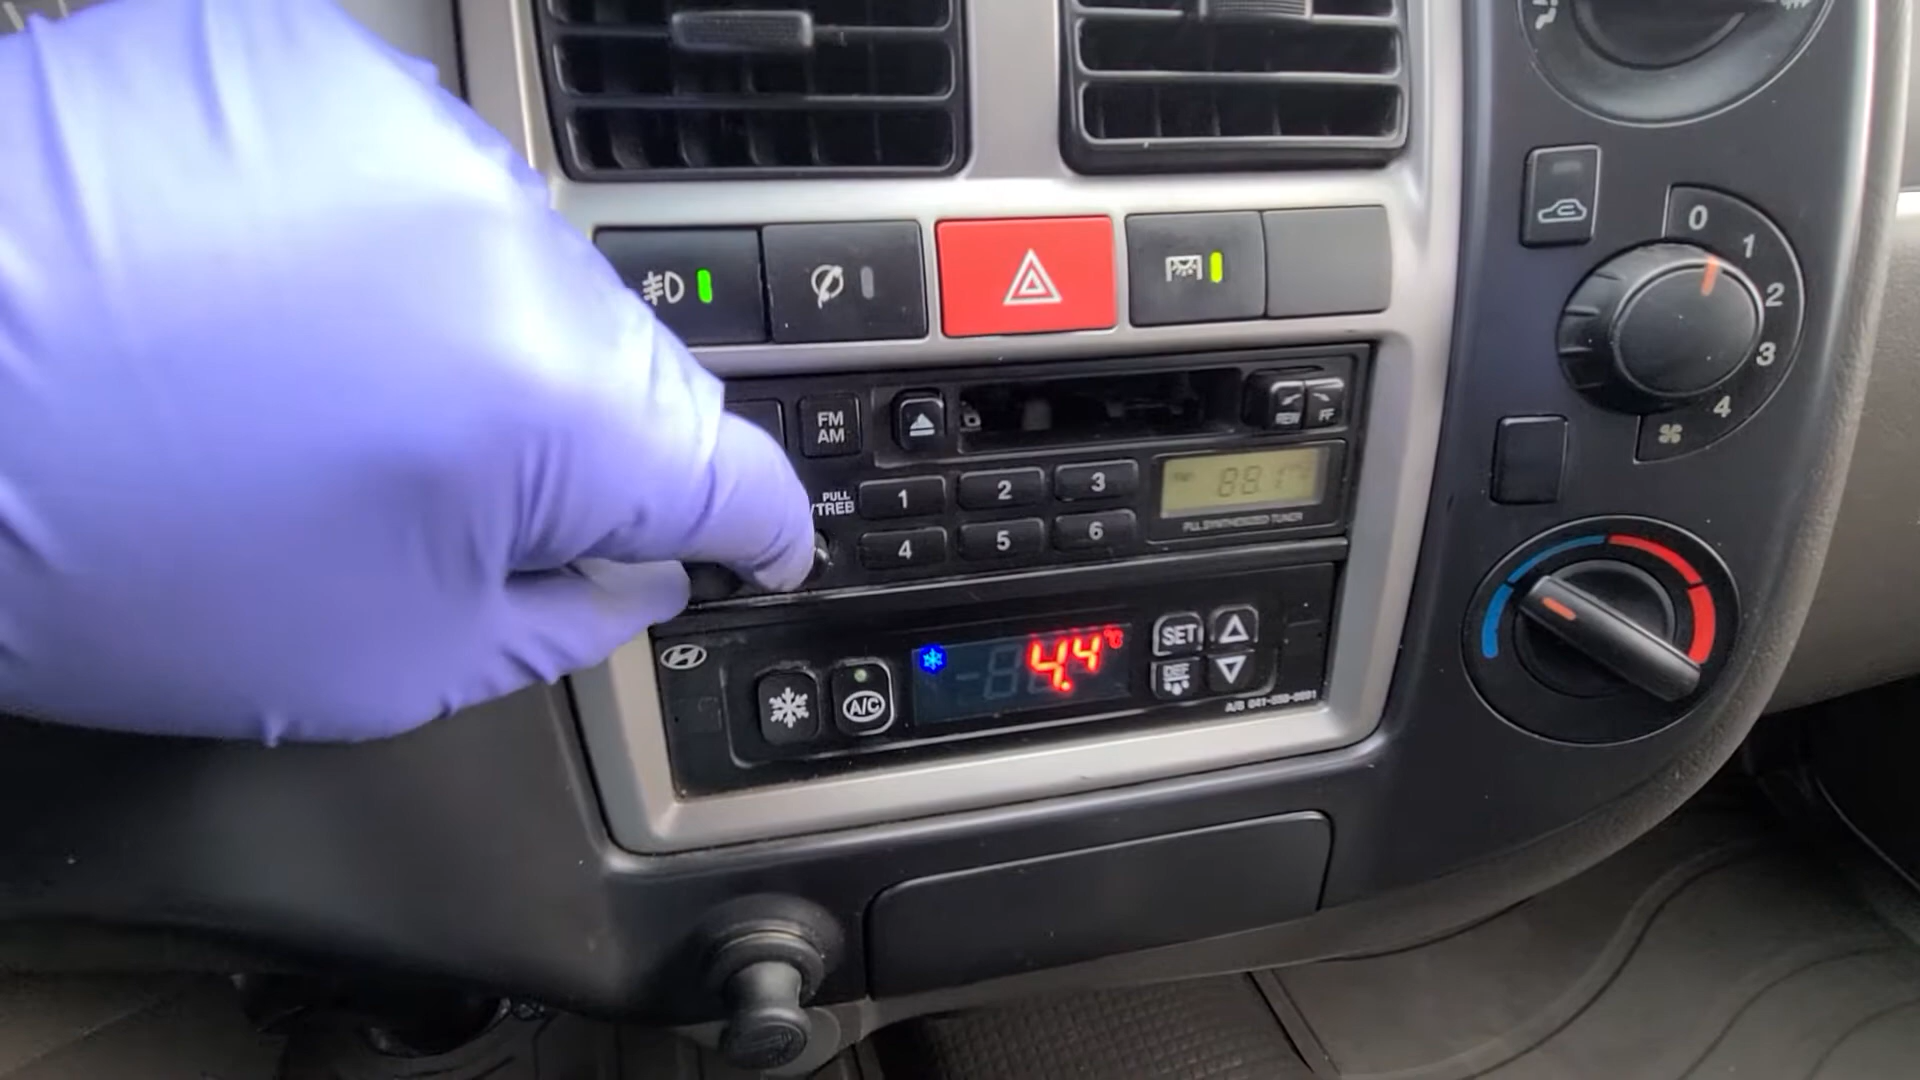 0
1
2
3
4
FM
AM
REW
FF
PULL
/TREB
1
2
3
88.1
PLL SYNTHESIZED TUNER
4
5
6
4.4 °C
SET
DEF
A/C